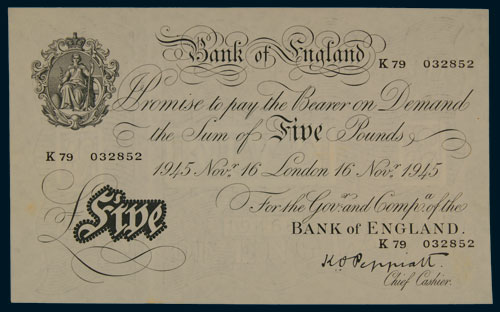 Bank of England
K 79 032852
Promise to pay the Bearer on Demand
the Sum of Five Pounds
K 79 032852
1945 Novr. 16 London 16 Novr. 1945
For the Govr. and Compa. of the
BANK of ENGLAND.
K 79 032852
£Five
K O Peppiatt.
Chief Cashier.